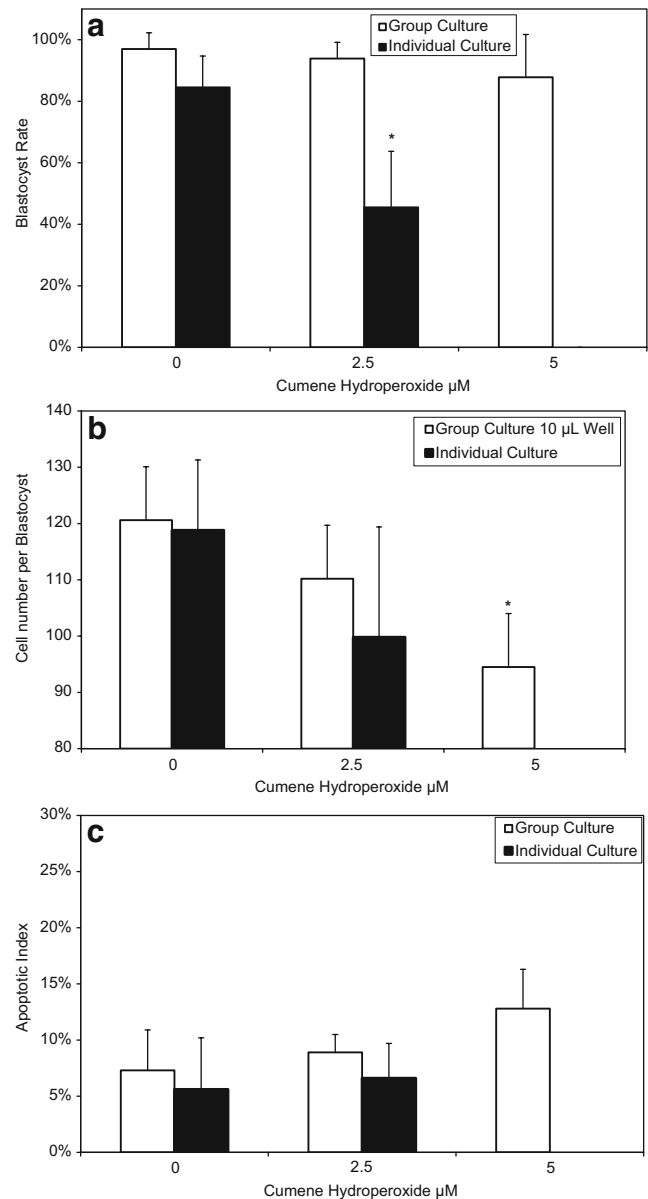 a
Group Culture
Individual Culture
100%
80%
60%
40%
20%
0%
Blastocyst Rate
*
0 2.5 5
Cumene Hydroperoxide µM
b
Group Culture 10 µL Well
Individual Culture
140
130
120
110
100
90
80
Cell number per Blastocyst
*
0 2.5 5
Cumene Hydroperoxide µM
c
Group Culture
Individual Culture
30%
25%
20%
15%
10%
5%
0%
Apoptotic Index
0 2.5 5
Cumene Hydroperoxide µM